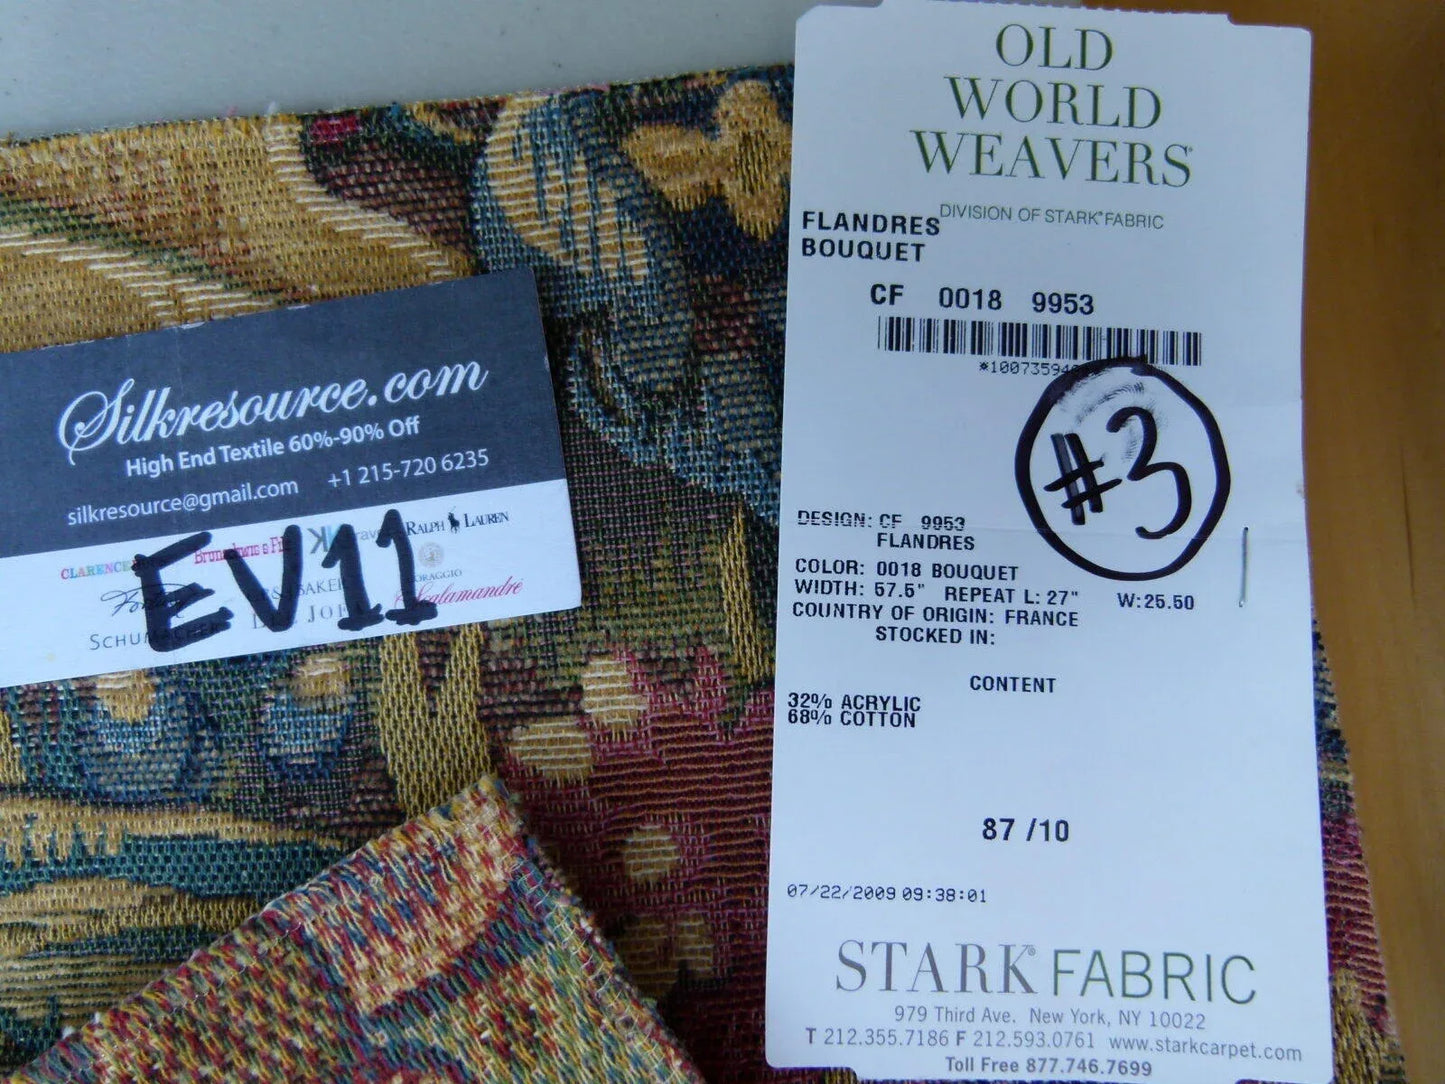 OLD
WORLD
WEAVERS®
DIVISION OF STARK® FABRIC
FLANDRES
BOUQUET
CF 0018 9953
*10073594
#3
DESIGN: CF 9953
FLANDRES
COLOR: 0018 BOUQUET
WIDTH: 57.5" REPEAT L: 27" W:25.50
COUNTRY OF ORIGIN: FRANCE
STOCKED IN:
CONTENT
32% ACRYLIC
68% COTTON
87 /10
07/22/2009 09:38:01
STARK® FABRIC
979 Third Ave. New York, NY 10022
T 212.355.7186 F 212.593.0761 www.starkcarpet.com
Toll Free 877.746.7699
Silkresource.com
High End Textile 60%-90% Off
silkresource@gmail.com +1 215-720 6235
EV11
CLARENCE
RALPH LAUREN
SCHUMACHER
Scalamandré